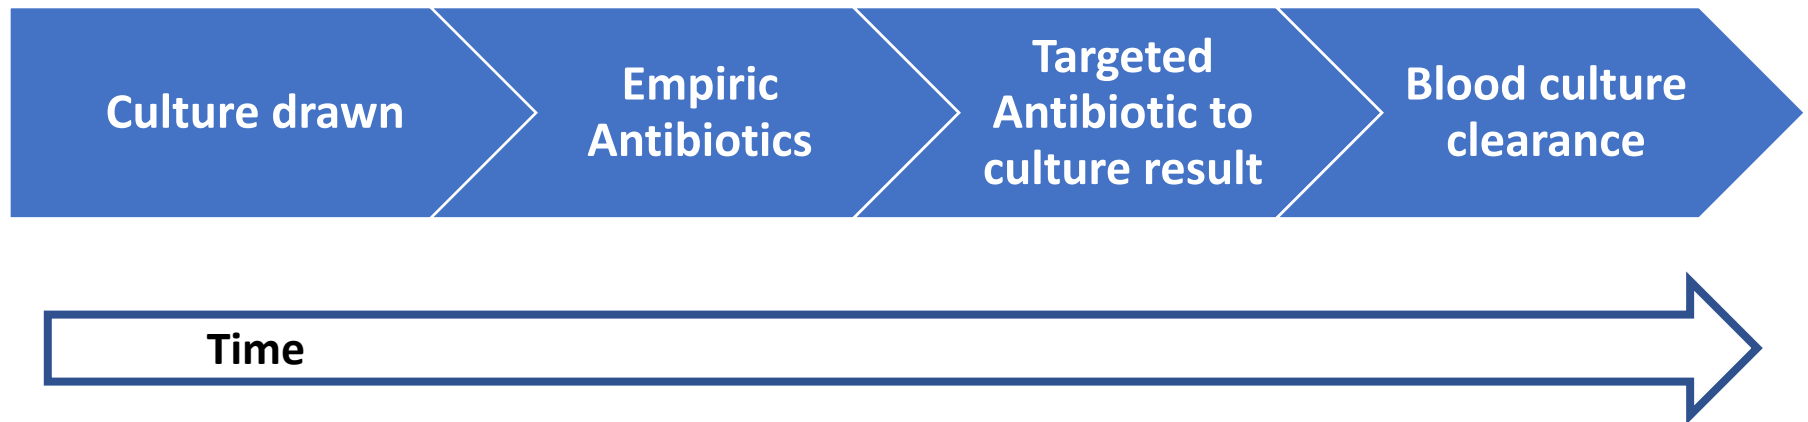 Culture drawn
Empiric
Antibiotics
Targeted
Antibiotic to
culture result
Blood culture
clearance
Time